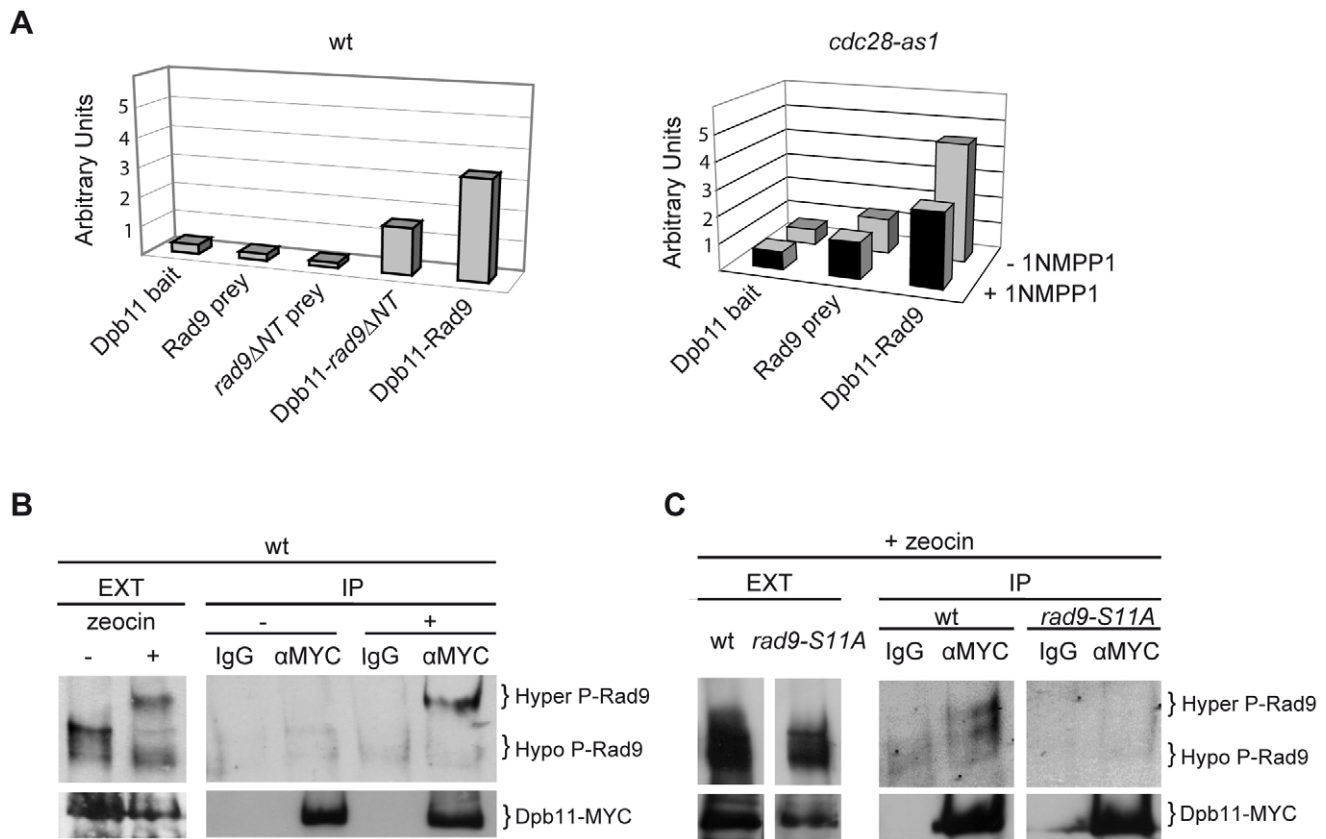 A
wt
Arbitrary Units
5
4
3
2
1
Dpb11 bait
Rad9 prey
rad9ΔNT prey
Dpb11-rad9ΔNT
Dpb11-Rad9
cdc28-as1
Arbitrary Units
5
4
3
2
1
Dpb11 bait
Rad9 prey
Dpb11-Rad9
- 1NMPP1
+ 1NMPP1
B
wt
EXT IP
zeocin - +
- + IgG αMYC IgG αMYC
} Hyper P-Rad9
} Hypo P-Rad9
} Dpb11-MYC
C
+ zeocin
EXT IP
wt rad9-S11A wt rad9-S11A
IgG αMYC IgG αMYC
} Hyper P-Rad9
} Hypo P-Rad9
} Dpb11-MYC